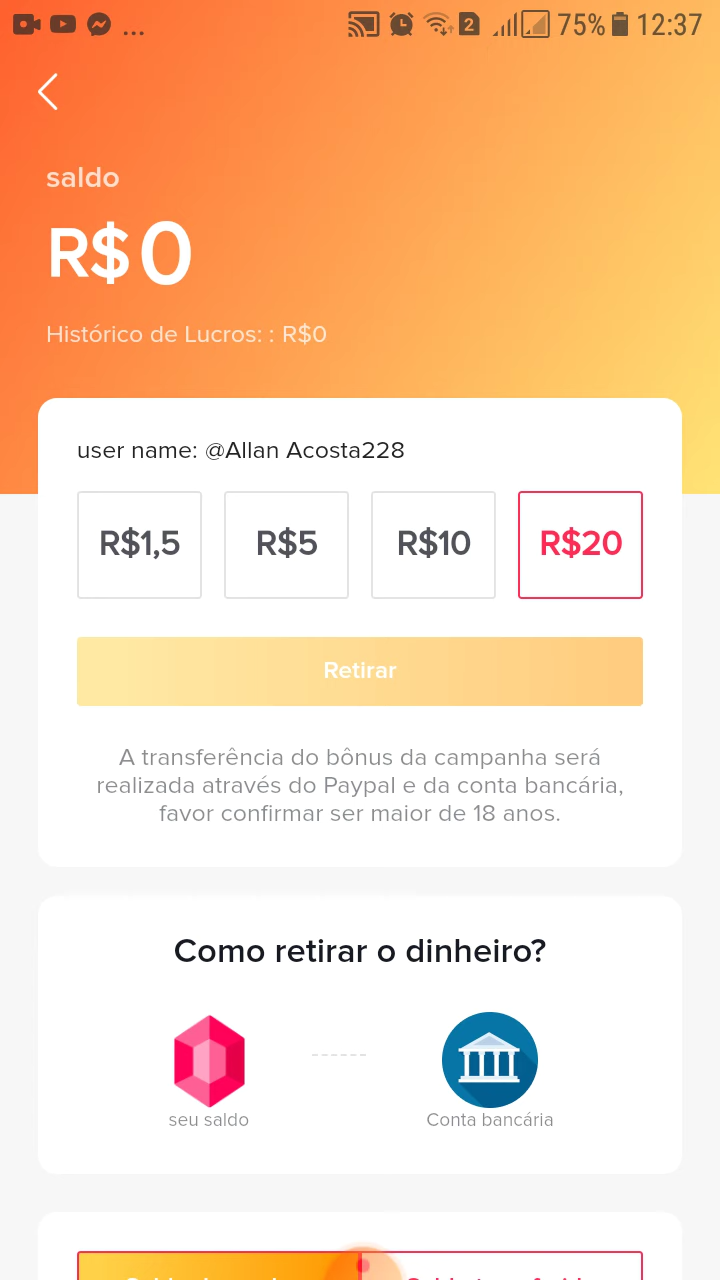 ... 2 75% 12:37
saldo
R$0
Histórico de Lucros: : R$0
user name: @Allan Acosta228
R$1,5 R$5 R$10 R$20
Retirar
A transferência do bônus da campanha será
realizada através do Paypal e da conta bancária,
favor confirmar ser maior de 18 anos.
Como retirar o dinheiro?
seu saldo Conta bancária